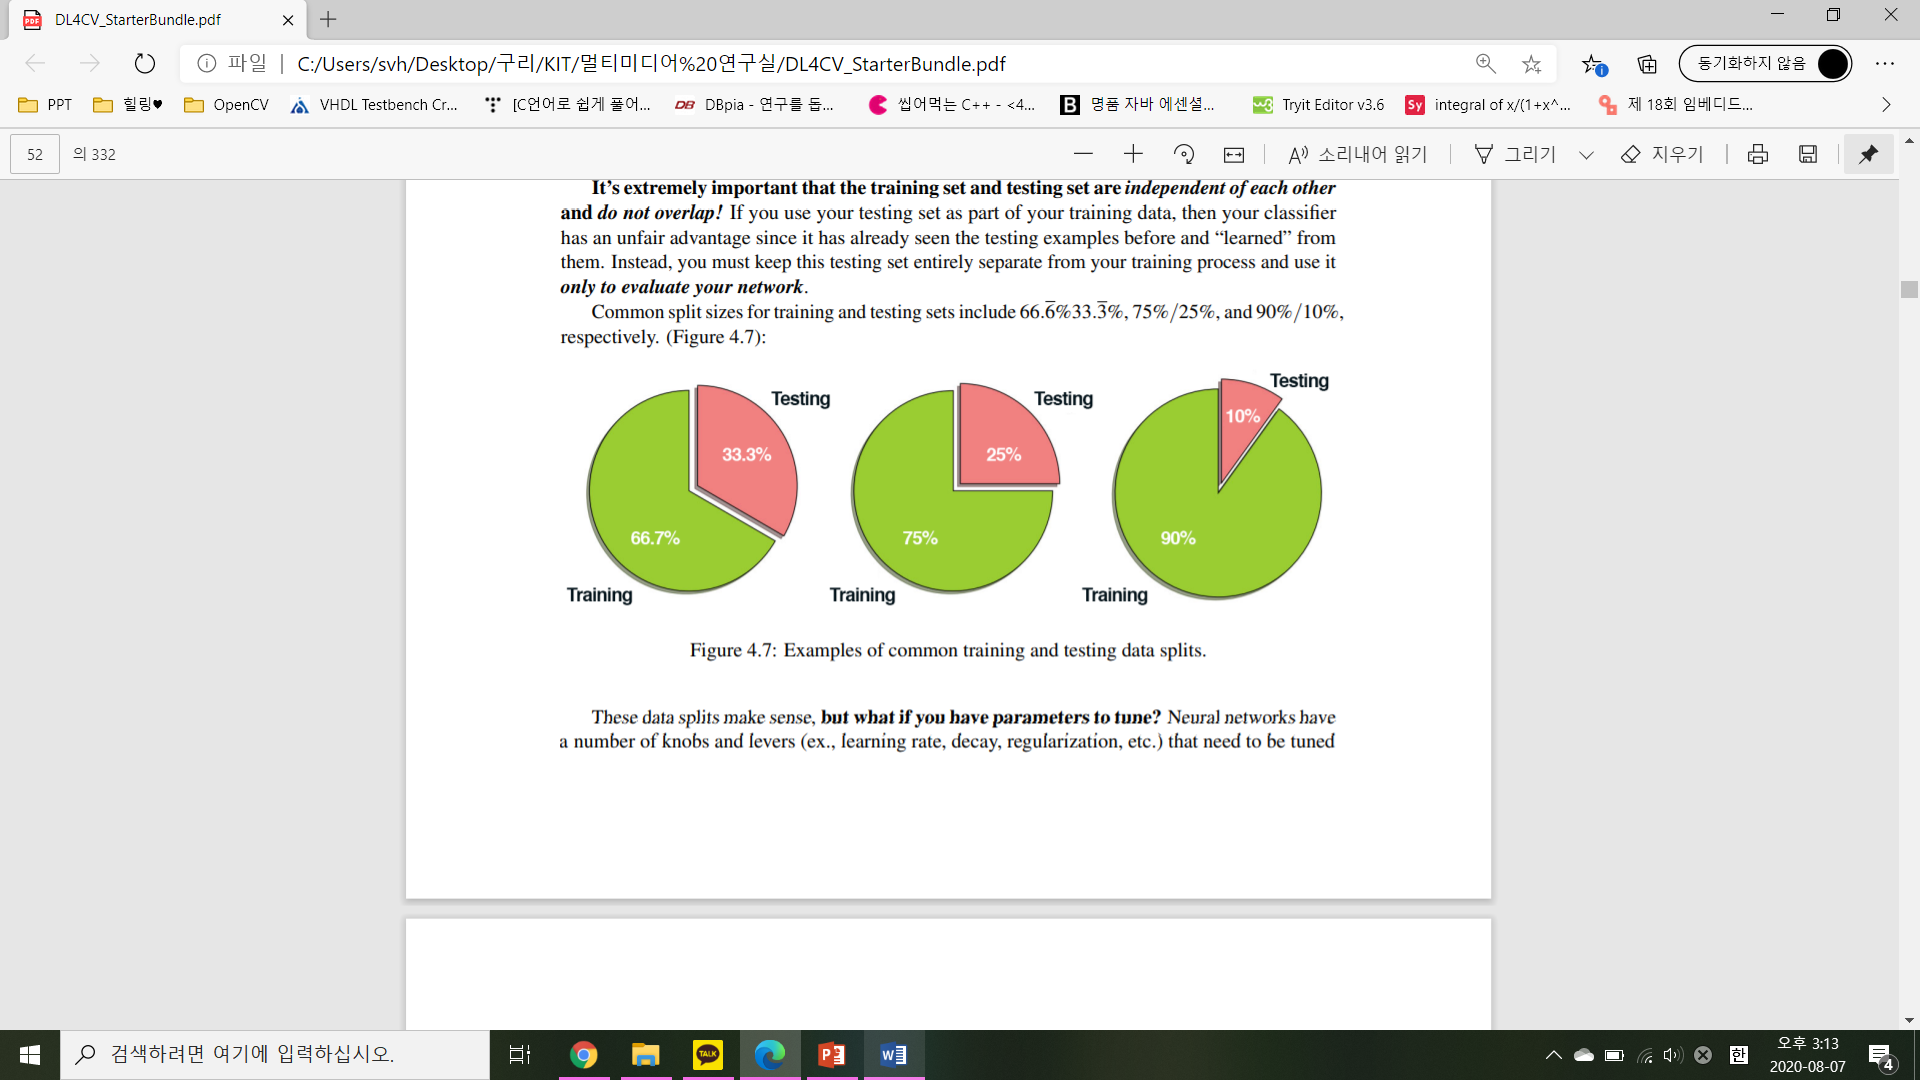 DL4CV_StarterBundle.pdf
파일 | C:/Users/svh/Desktop/구리/KIT/멀티미디어%20연구실/DL4CV_StarterBundle.pdf
동기화하지 않음
PPT 힐링♥ OpenCV VHDL Testbench Cr... [C언어로 쉽게 풀어... DBpia - 연구를 돕... 씹어먹는 C++ - <4... 명품 자바 에센셜... Tryit Editor v3.6 integral of x/(1+x^... 제 18회 임베디드...
52 의 332
소리내어 읽기 그리기 지우기
It's extremely important that the training set and testing set are independent of each other
and do not overlap! If you use your testing set as part of your training data, then your classifier
has an unfair advantage since it has already seen the testing examples before and “learned” from
them. Instead, you must keep this testing set entirely separate from your training process and use it
only to evaluate your network.
Common split sizes for training and testing sets include 66.6̅%33.3̅%, 75%/25%, and 90%/10%,
respectively. (Figure 4.7):
Testing
33.3%
66.7%
Training
Testing
25%
75%
Training
Testing
10%
90%
Training
Figure 4.7: Examples of common training and testing data splits.
These data splits make sense, but what if you have parameters to tune? Neural networks have
a number of knobs and levers (ex., learning rate, decay, regularization, etc.) that need to be tuned
검색하려면 여기에 입력하십시오.
TALK
한
오후 3:13
2020-08-07
4